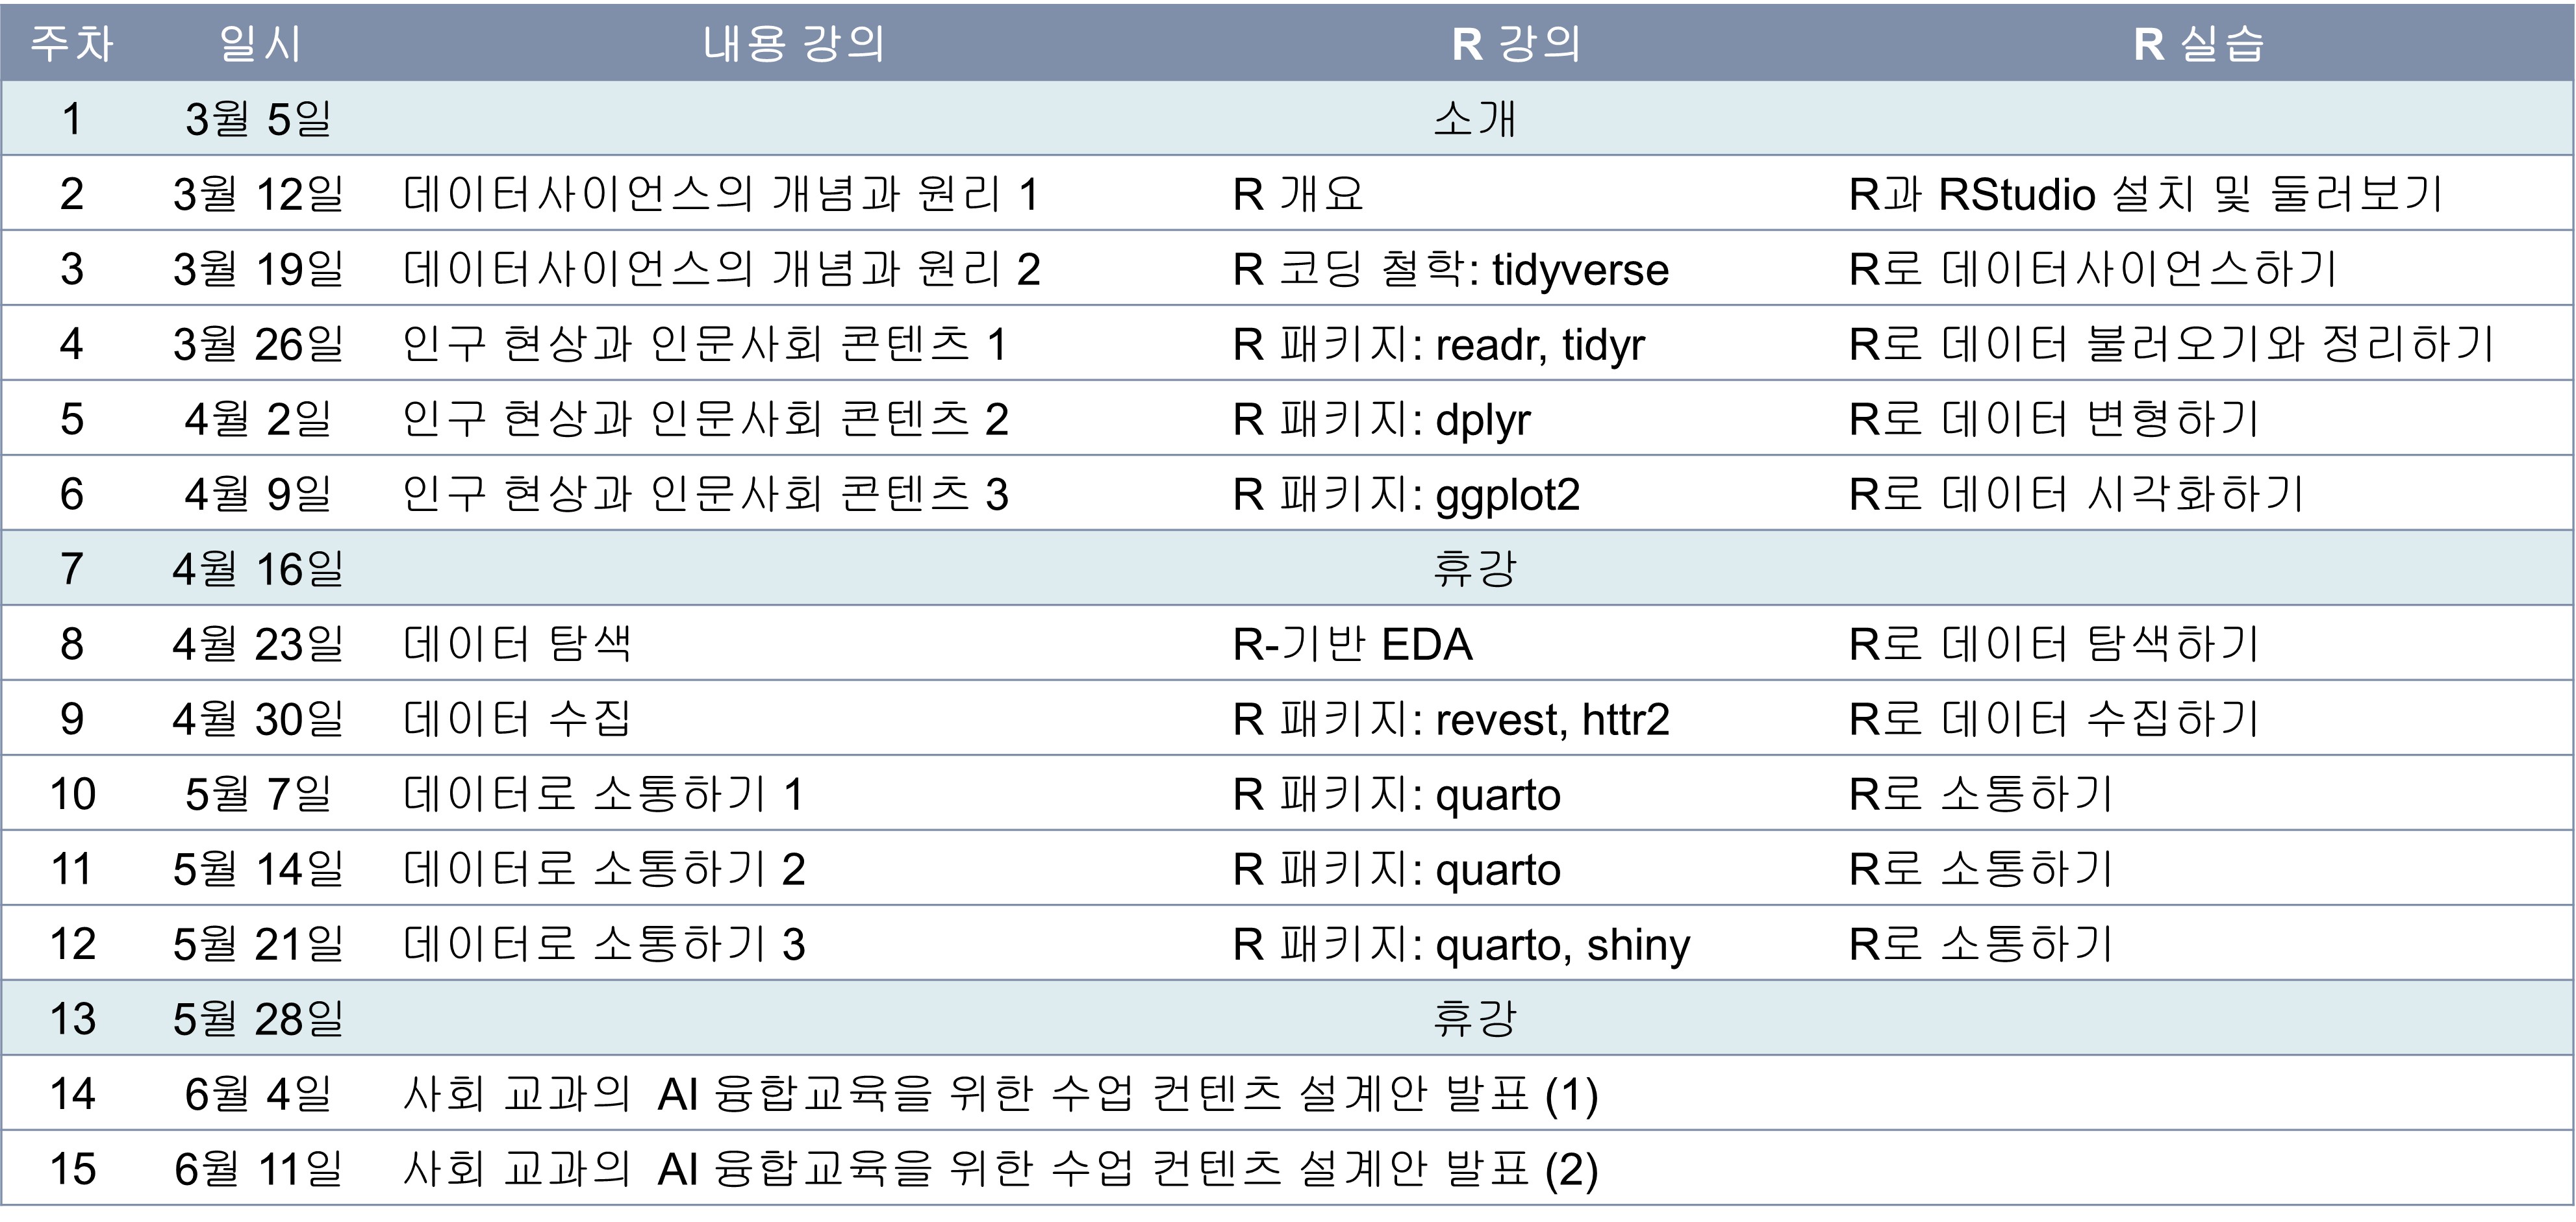 주차 일시 내용 강의 R 강의 R 실습
1 3월 5일 소개
2 3월 12일 데이터사이언스의 개념과 원리 1 R 개요 R과 RStudio 설치 및 둘러보기
3 3월 19일 데이터사이언스의 개념과 원리 2 R 코딩 철학: tidyverse R로 데이터사이언스하기
4 3월 26일 인구 현상과 인문사회 콘텐츠 1 R 패키지: readr, tidyr R로 데이터 불러오기와 정리하기
5 4월 2일 인구 현상과 인문사회 콘텐츠 2 R 패키지: dplyr R로 데이터 변형하기
6 4월 9일 인구 현상과 인문사회 콘텐츠 3 R 패키지: ggplot2 R로 데이터 시각화하기
7 4월 16일 휴강
8 4월 23일 데이터 탐색 R-기반 EDA R로 데이터 탐색하기
9 4월 30일 데이터 수집 R 패키지: revest, httr2 R로 데이터 수집하기
10 5월 7일 데이터로 소통하기 1 R 패키지: quarto R로 소통하기
11 5월 14일 데이터로 소통하기 2 R 패키지: quarto R로 소통하기
12 5월 21일 데이터로 소통하기 3 R 패키지: quarto, shiny R로 소통하기
13 5월 28일 휴강
14 6월 4일 사회 교과의 AI 융합교육을 위한 수업 컨텐츠 설계안 발표 (1)
15 6월 11일 사회 교과의 AI 융합교육을 위한 수업 컨텐츠 설계안 발표 (2)